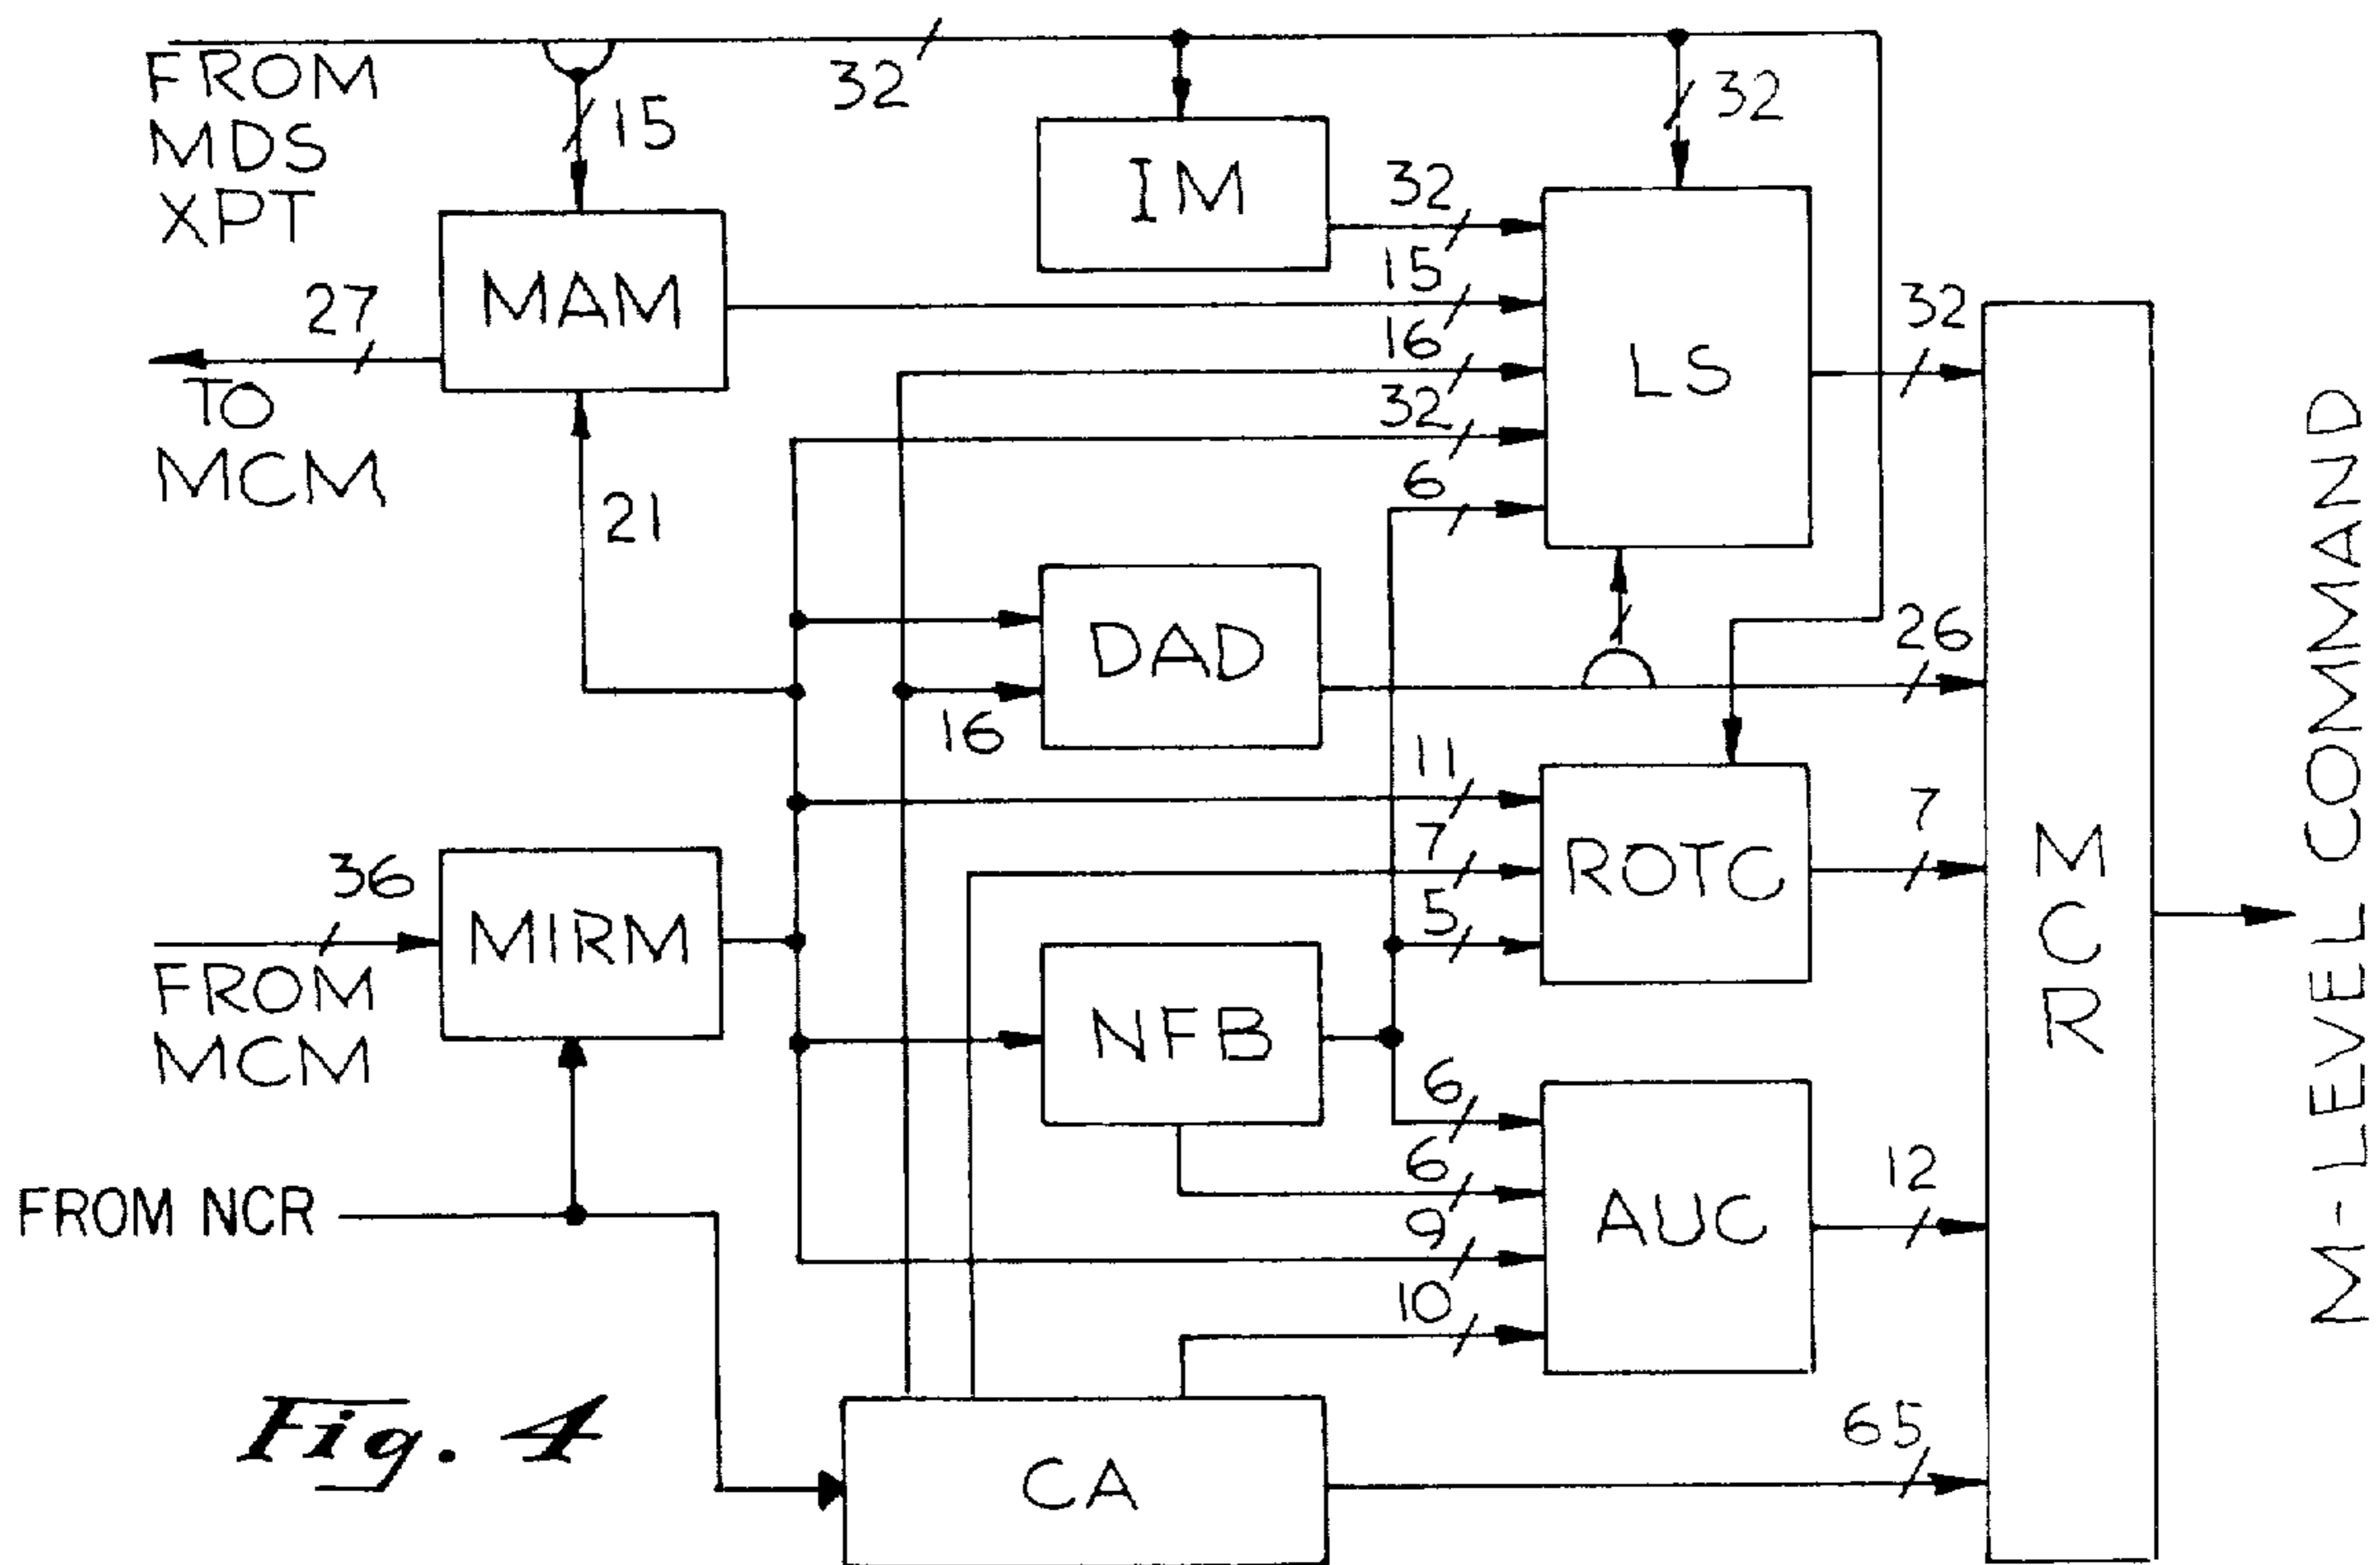 FROM
MDS
XPT
32
15
32
IM
32
15
MAM
27
TO
MCM
16
32
6
LS
32
21
DAD
16
26
11
7
5
ROTC
7
36
MIRM
FROM
MCM
NFB
6
6
9
10
AUC
12
FROM NCR
CA
65
MCR
M-LEVEL COMMAND
Fig. 4